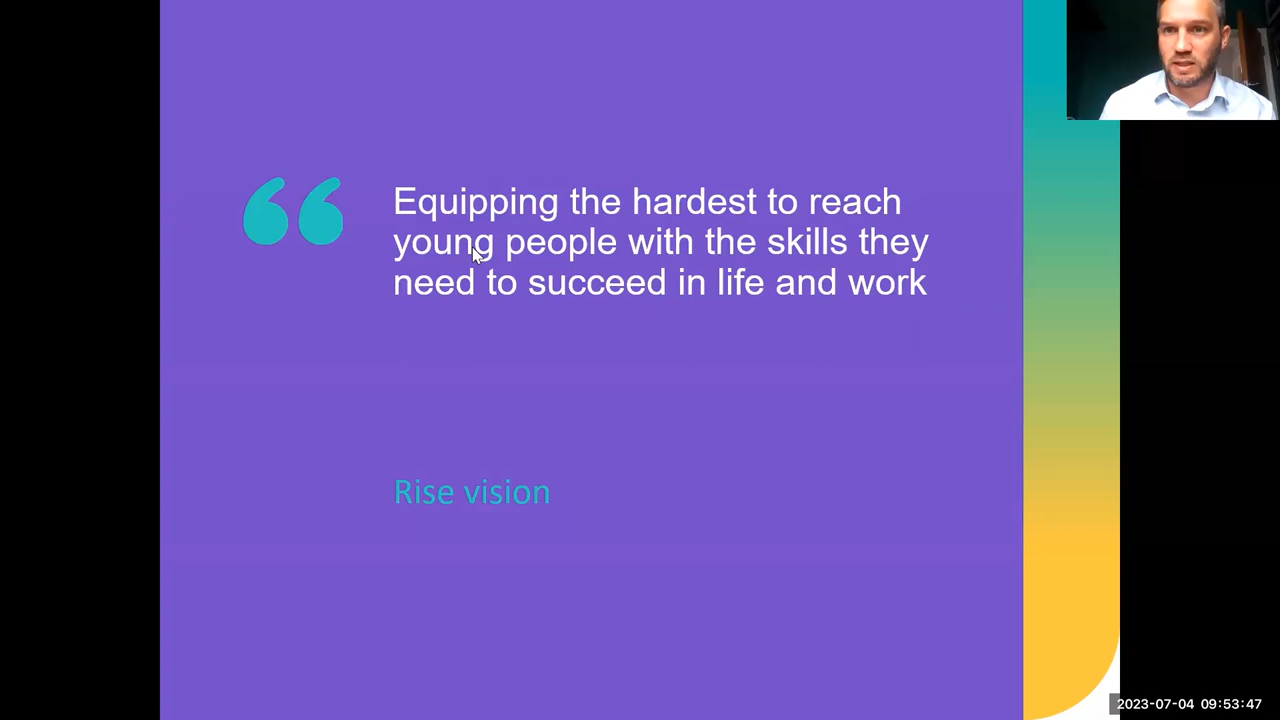 “
Equipping the hardest to reach
young people with the skills they
need to succeed in life and work
Rise vision
2023-07-04 09:53:47